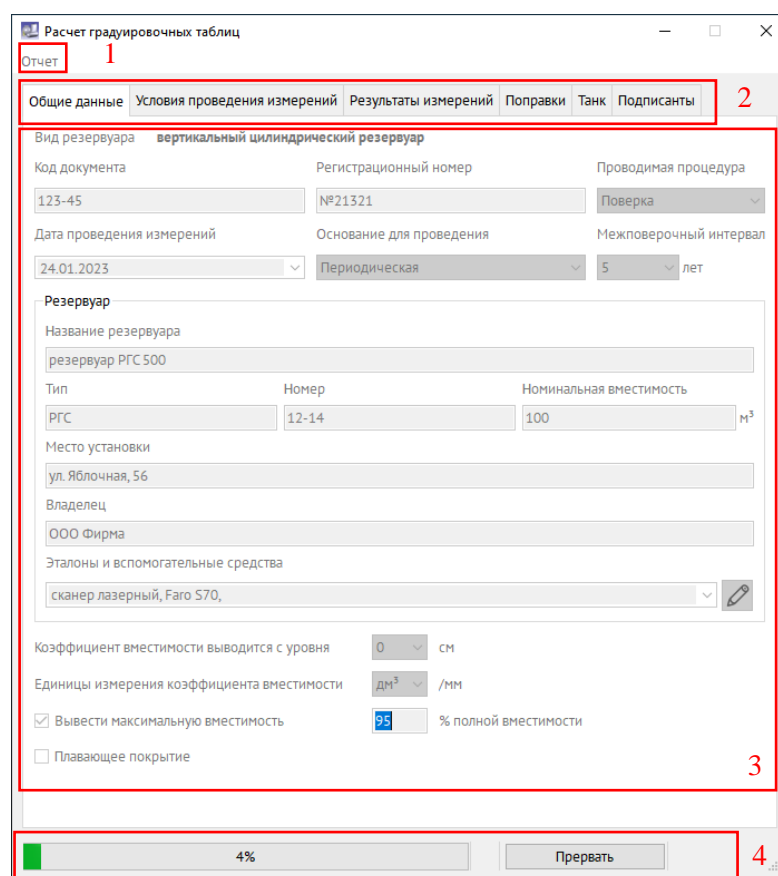 Расчет градуировочных таблиц
Отчет 1
Общие данные Условия проведения измерений Результаты измерений Поправки Танк Подписанты 2
Вид резервуара вертикальный цилиндрический резервуар
Код документа Регистрационный номер Проводимая процедура
123-45 №21321 Поверка
Дата проведения измерений Основание для проведения Межповерочный интервал
24.01.2023 Периодическая 5 лет
Резервуар
Название резервуара
резервуар РГС 500
Тип Номер Номинальная вместимость
РГС 12-14 100 м³
Место установки
ул. Яблочная, 56
Владелец
ООО Фирма
Эталоны и вспомогательные средства
сканер лазерный, Faro S70,
Коэффициент вместимости выводится с уровня 0 см
Единицы измерения коэффициента вместимости дм³ /мм
Вывести максимальную вместимость 95 % полной вместимости
Плавающее покрытие
3
4% Прервать 4